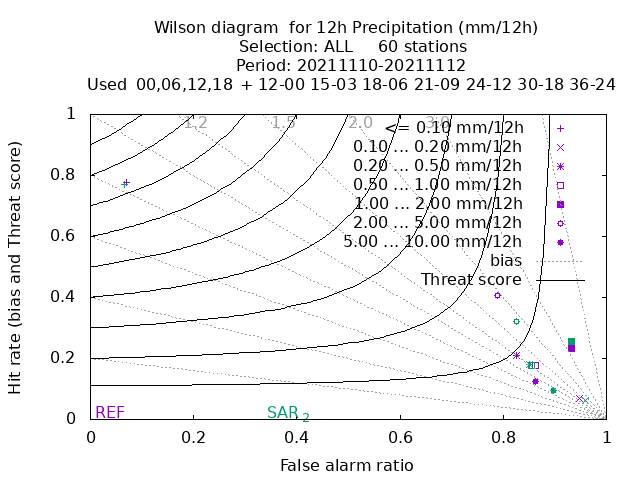 Wilson diagram for 12h Precipitation (mm/12h)
Selection: ALL 60 stations
Period: 20211110-20211112
Used 00,06,12,18 + 12-00 15-03 18-06 21-09 24-12 30-18 36-24
1.2 1.5 2.0 3.0
<= 0.10 mm/12h
0.10 ... 0.20 mm/12h
0.20 ... 0.50 mm/12h
0.50 ... 1.00 mm/12h
1.00 ... 2.00 mm/12h
2.00 ... 5.00 mm/12h
5.00 ... 10.00 mm/12h
bias
Threat score
Hit rate (bias and Threat score)
1
0.8
0.6
0.4
0.2
0
REF SAR 2
0 0.2 0.4 0.6 0.8 1
False alarm ratio